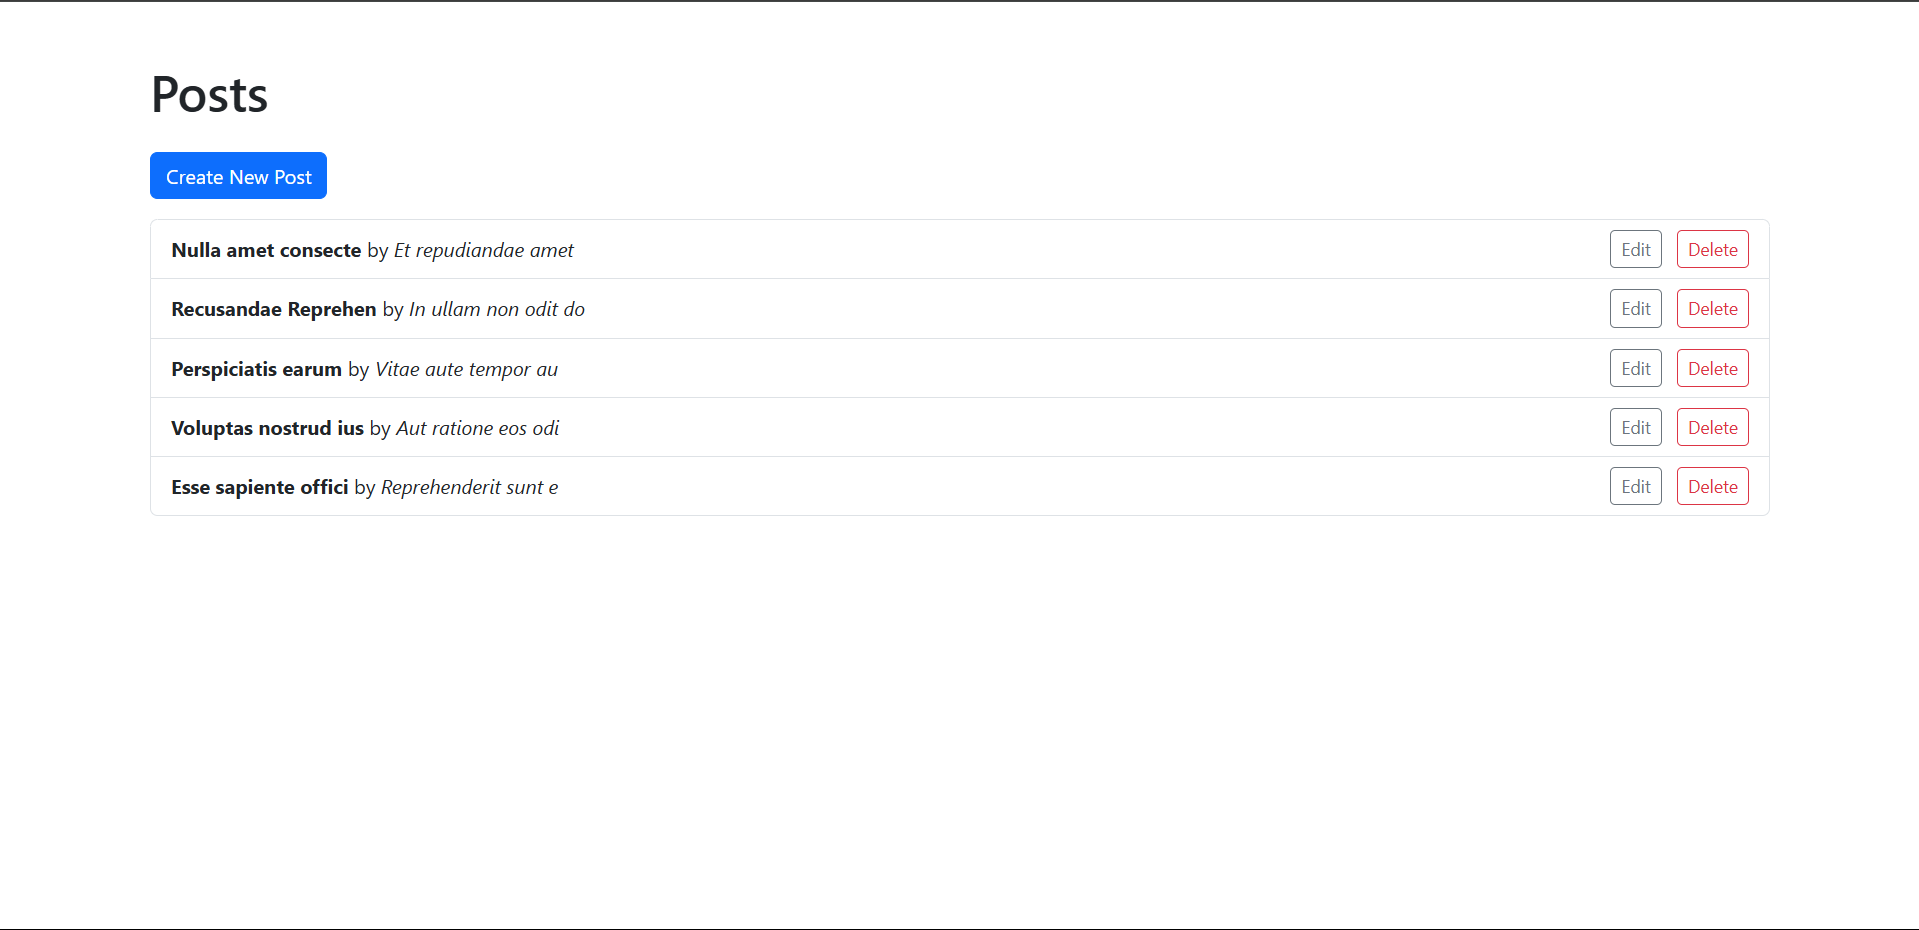 Posts
Create New Post
Nulla amet consecte by Et repudiandae amet Edit Delete
Recusandae Reprehen by In ullam non odit do Edit Delete
Perspiciatis earum by Vitae aute tempor au Edit Delete
Voluptas nostrud ius by Aut ratione eos odi Edit Delete
Esse sapiente offici by Reprehenderit sunt e Edit Delete